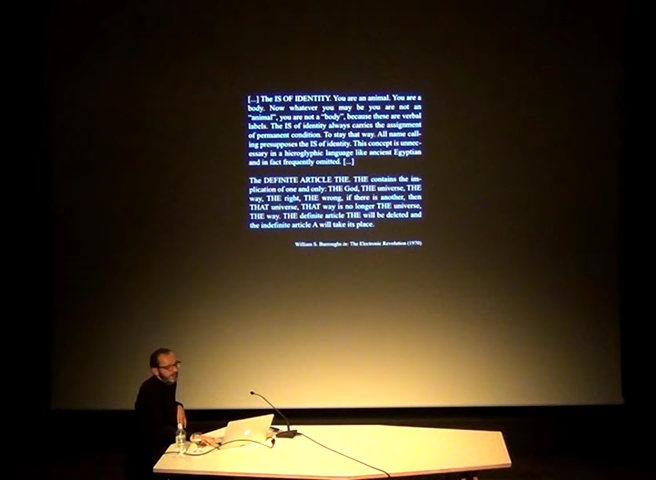 [...] The IS OF IDENTITY. You are an animal. You are a
body. Now whatever you may be you are not an
"animal", you are not a "body", because these are verbal
labels. The IS of identity always carries the assignment
of permanent condition. To stay that way. All name call-
ing presupposes the IS of identity. This concept is unnec-
essary in a hieroglyphic language like ancient Egyptian
and in fact frequently omitted. [...]
The DEFINITE ARTICLE THE. THE contains the im-
plication of one and only: THE God, THE universe, THE
way, THE right, THE wrong, if there is another, then
THAT universe, THAT way is no longer THE universe,
THE way. THE definite article THE will be deleted and
the indefinite article A will take its place.
William S. Burroughs in: The Electronic Revolution (1970)